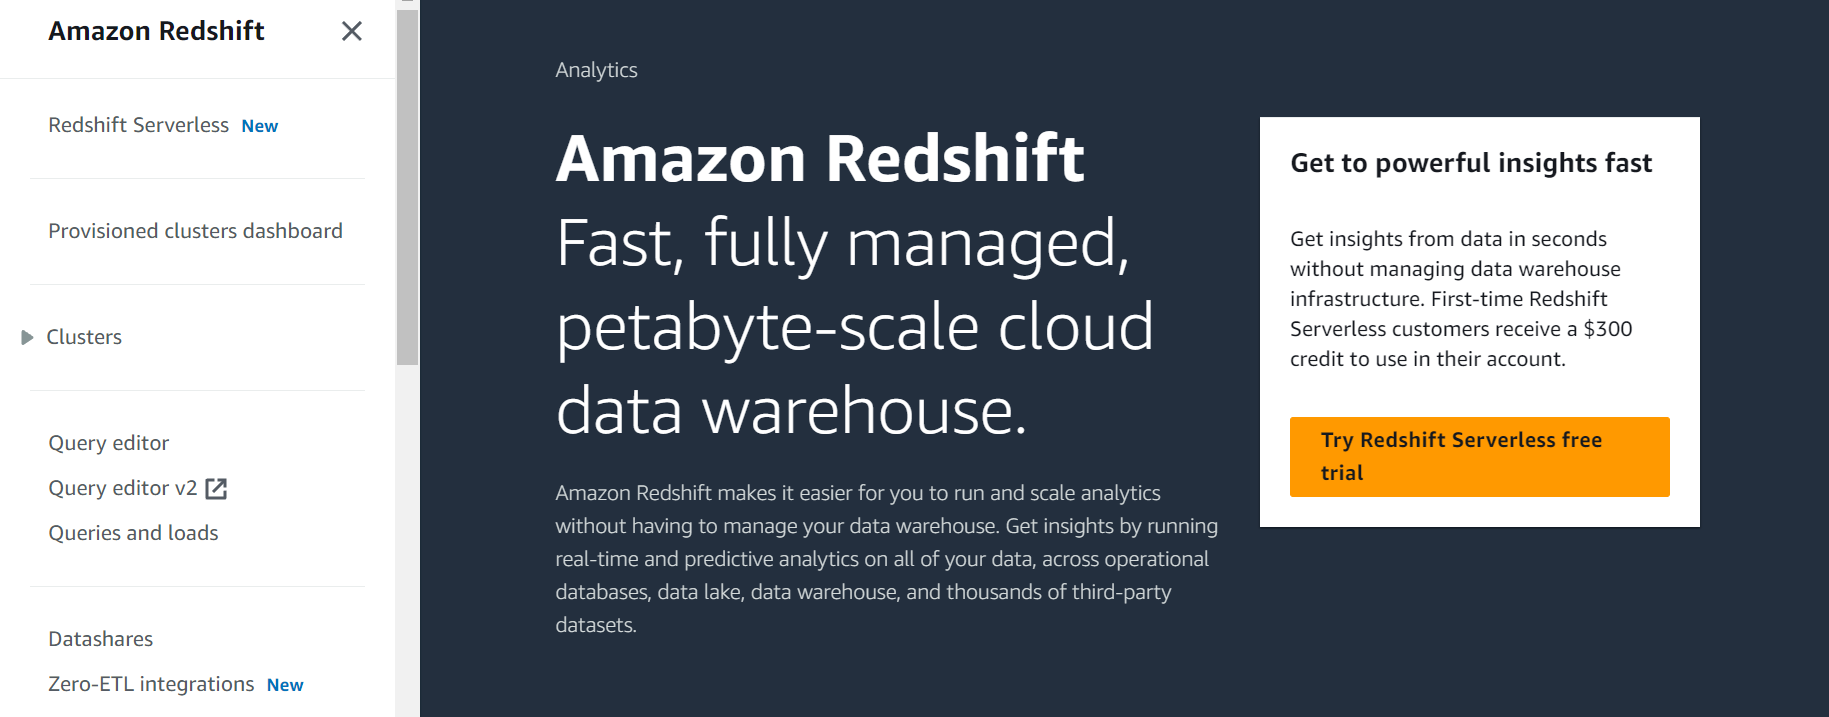 Amazon Redshift
Redshift Serverless New
Provisioned clusters dashboard
Clusters
Query editor
Query editor v2
Queries and loads
Datashares
Zero-ETL integrations New
Analytics
Amazon Redshift
Fast, fully managed,
petabyte-scale cloud
data warehouse.
Amazon Redshift makes it easier for you to run and scale analytics
without having to manage your data warehouse. Get insights by running
real-time and predictive analytics on all of your data, across operational
databases, data lake, data warehouse, and thousands of third-party
datasets.
Get to powerful insights fast
Get insights from data in seconds
without managing data warehouse
infrastructure. First-time Redshift
Serverless customers receive a $300
credit to use in their account.
Try Redshift Serverless free
trial